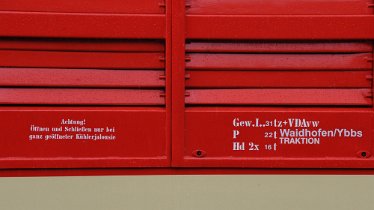 Achtung!
Öffnen und Schließen nur bei
ganz geöffneter Kühlerjalousie
Gew.L.31tz+VDAvw
P 22t Waidhofen/Ybbs
TRAKTION
Hd 2x 16t